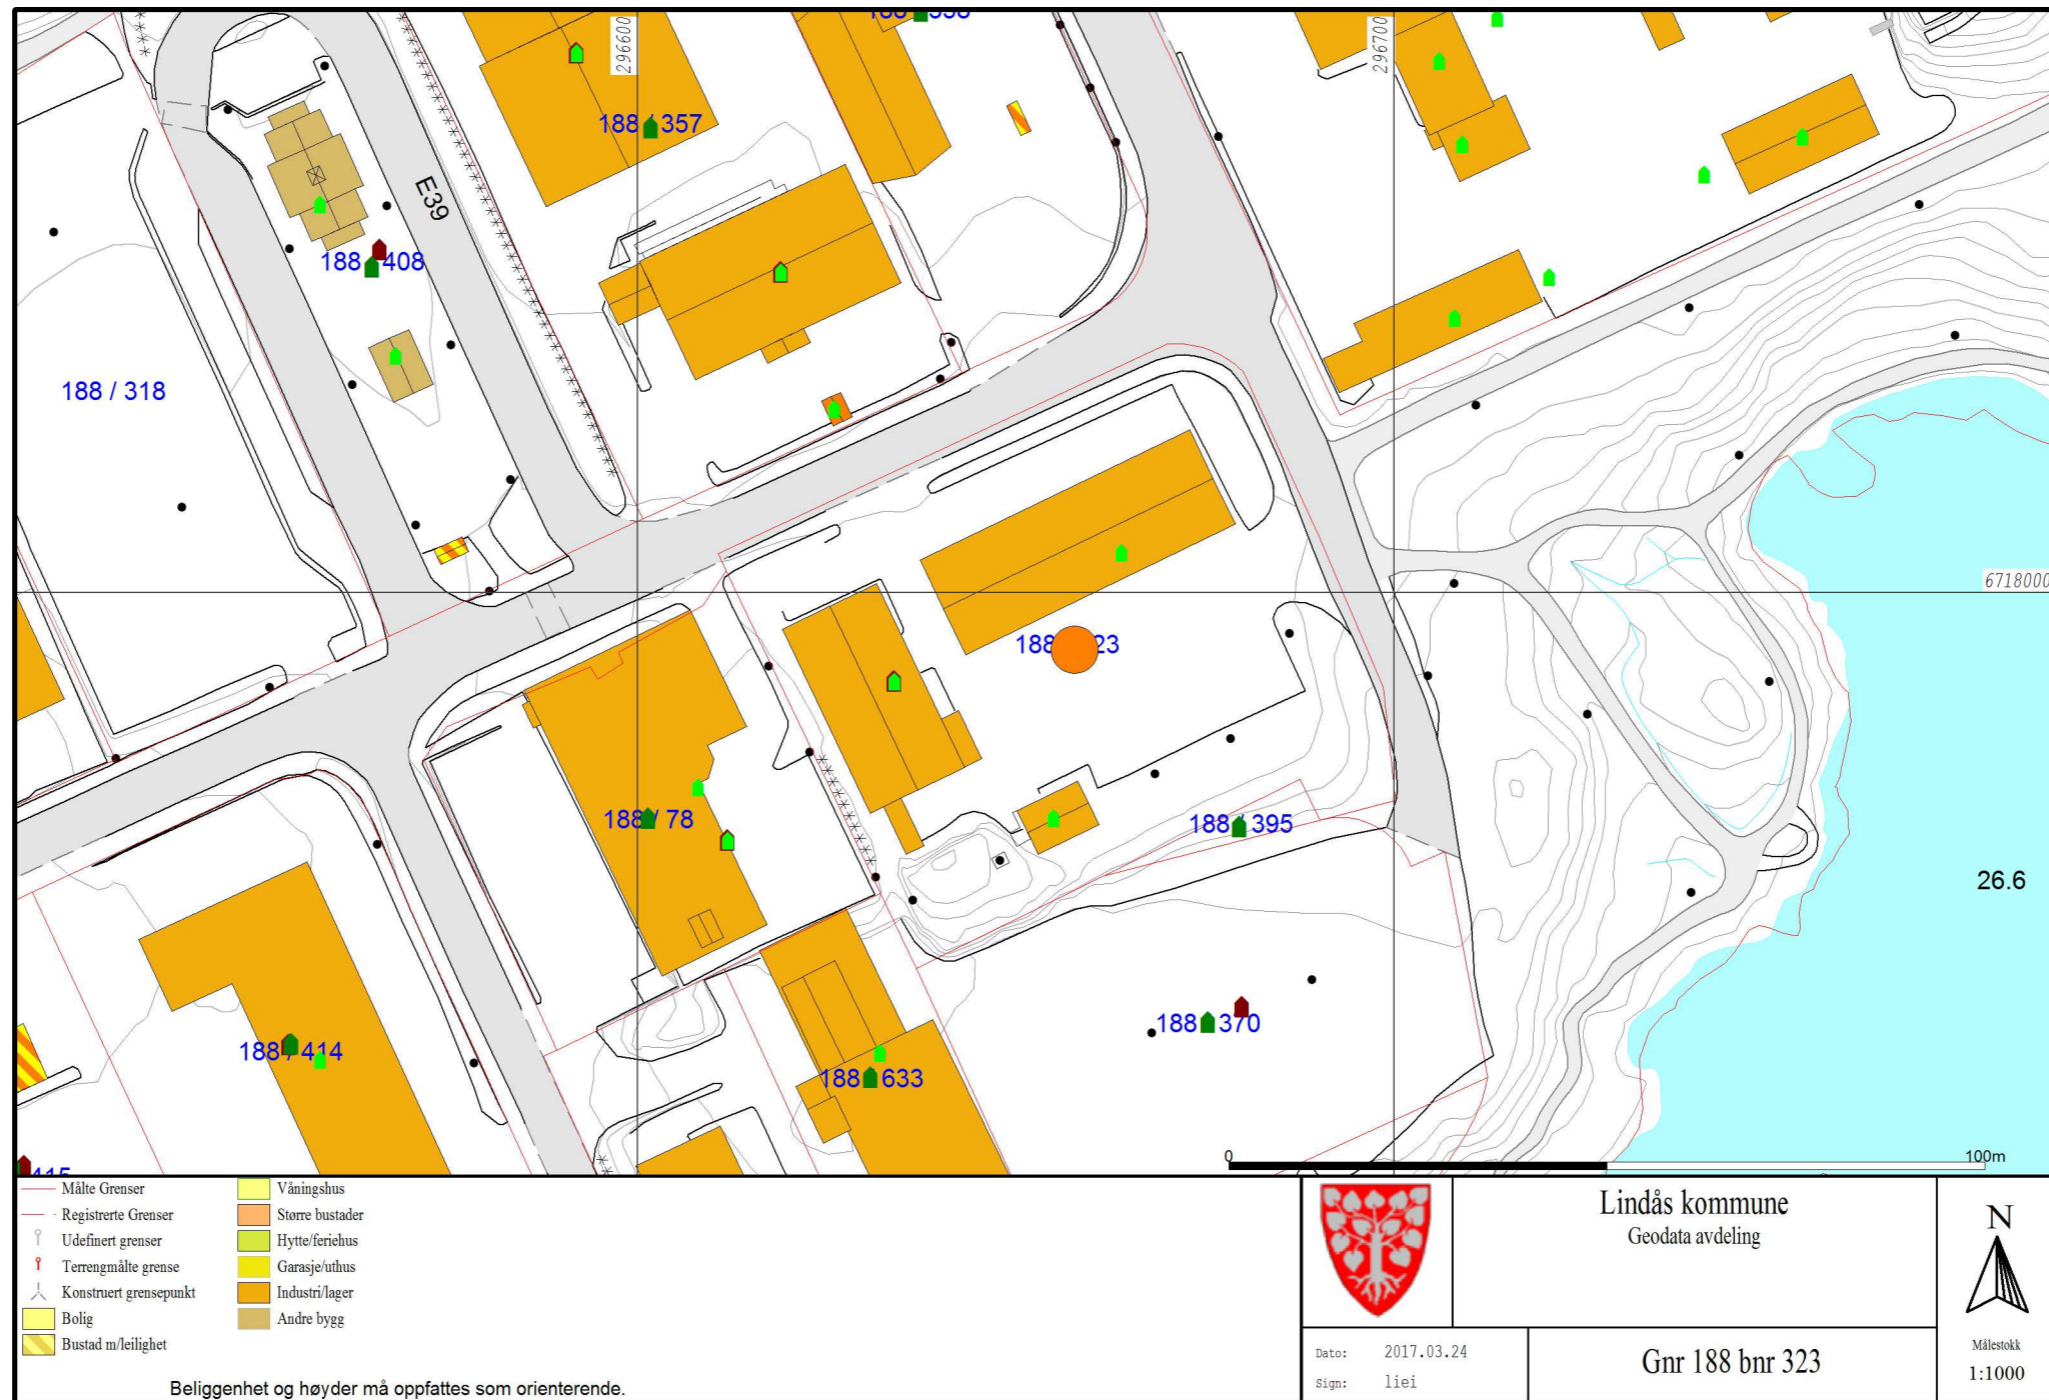 296600
296700
188 / 357
E39
188 408
188 / 318
6718000
188 23
188 / 78
188 395
26.6
188 370
188 / 414
188 633
0
100m
Målte Grenser
Registrerte Grenser
Udefinert grenser
Terrengmålte grense
Konstruert grensepunkt
Bolig
Bustad m/leilighet
Våningshus
Større bustader
Hytte/feriehus
Garasje/uthus
Industri/lager
Andre bygg
Beliggenhet og høyder må oppfattes som orienterende.
Lindås kommune
Geodata avdeling
Dato: 2017.03.24
Sign: liei
Gnr 188 bnr 323
N
Målestokk
1:1000